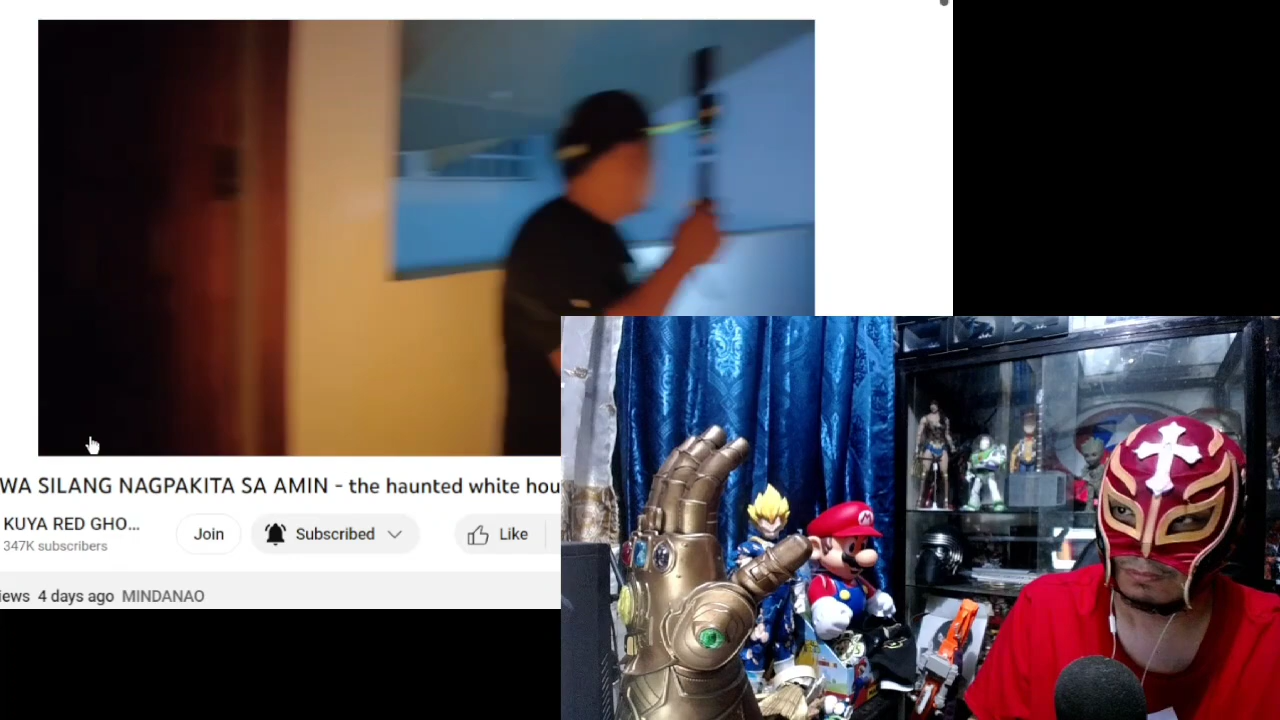 WA SILANG NAGPAKITA SA AMIN - the haunted white hou
KUYA RED GHO...
347K subscribers
Join
Subscribed
Like
iews 4 days ago MINDANAO